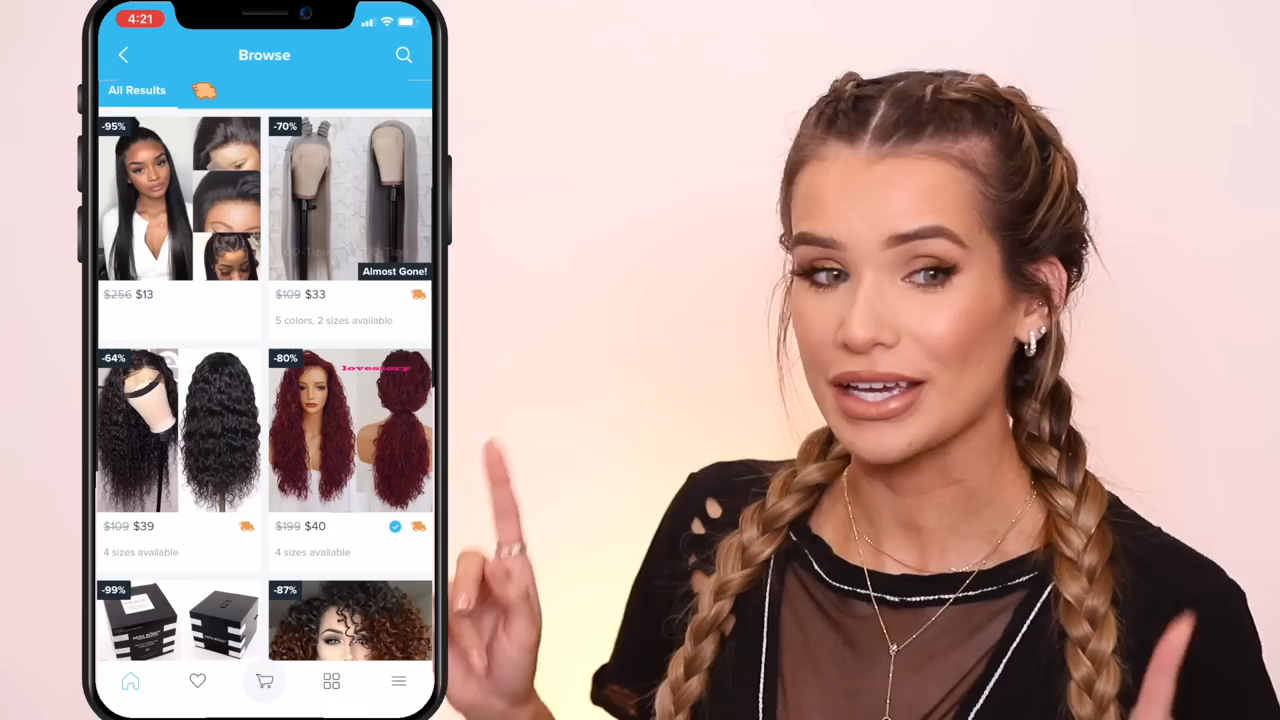 4:21
Browse
All Results
-95%
-70%
Almost Gone!
$256 $13
$109 $33
5 colors, 2 sizes available
-64%
-80%
lovestory
$109 $39
$199 $40
4 sizes available
4 sizes available
-99%
-87%